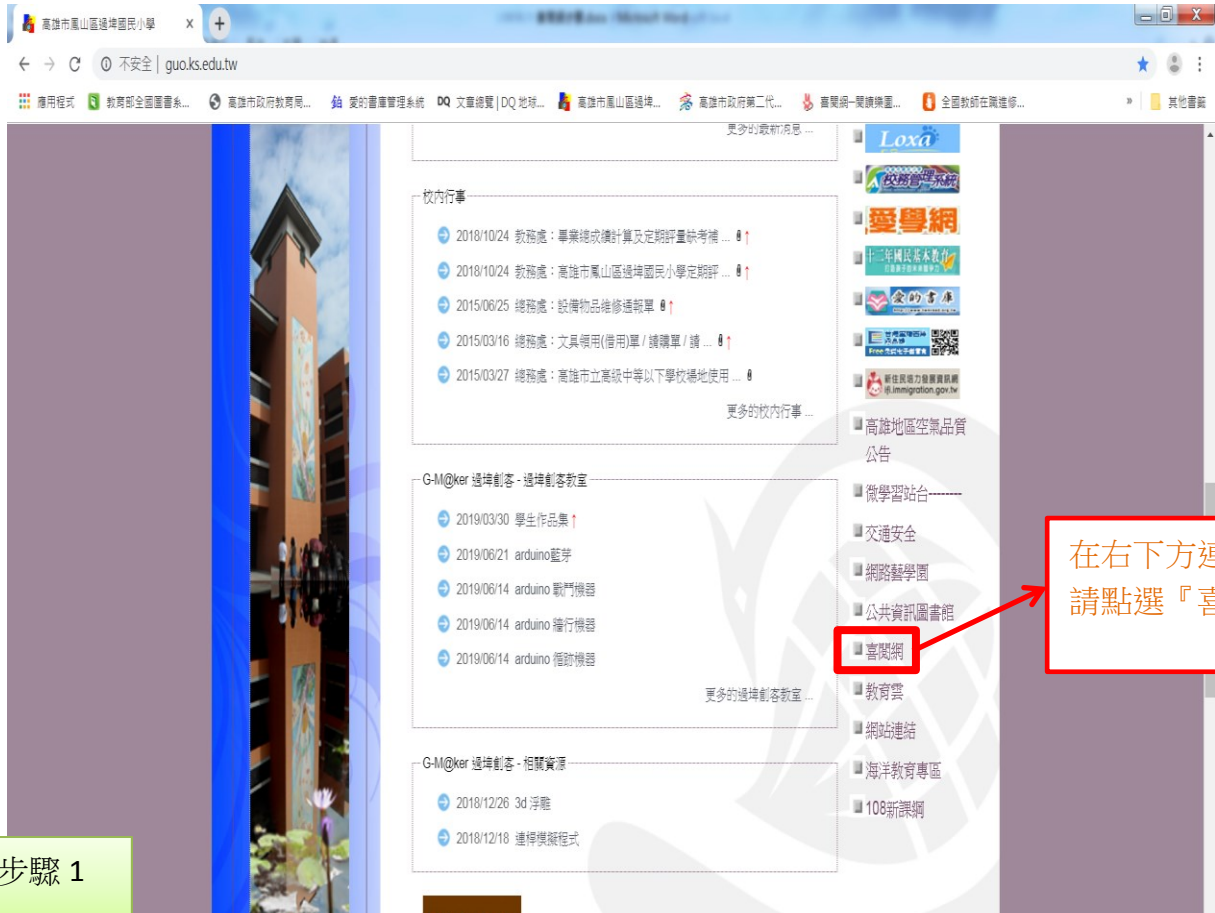 高雄市鳳山區過埤國民小學
不安全 | guo.ks.edu.tw
應用程式 教育部全國圖書系... 高雄市政府教育局... 愛的書庫管理系統 DQ 文章總覽|DQ 地球... 高雄市鳳山區過埤... 高雄市政府第二代... 喜閱網─閱讀樂園... 全國教師在職進修... » 其他書籤
更多的最新消息 ...
Loxa
校務管理系統
愛學網
十二年國民基本教育
愛的書庫
新住民培力發展資訊網
ifi.immigration.gov.tw
校內行事
2018/10/24 教務處：畢業總成績計算及定期評量缺考補 ...
2018/10/24 教務處：高雄市鳳山區過埤國民小學定期評 ...
2015/06/25 總務處：設備物品維修通報單
2015/03/16 總務處：文具領用(借用)單 / 請購單 / 請 ...
2015/03/27 總務處：高雄市立高級中等以下學校場地使用 ...
更多的校內行事 ...
G-M@ker 過埤創客 - 過埤創客教室
2019/03/30 學生作品集
2019/06/21 arduino藍芽
2019/06/14 arduino 戰鬥機器
2019/06/14 arduino 牆行機器
2019/06/14 arduino 循跡機器
更多的過埤創客教室 ...
G-M@ker 過埤創客 - 相關資源
2018/12/26 3d 浮雕
2018/12/18 連桿模擬程式
高雄地區空氣品質
公告
微學習站台--------
交通安全
網路藝學園
公共資訊圖書館
喜閱網
教育雲
網站連結
海洋教育專區
108新課綱
在右下方連
請點選『喜
步驟 1